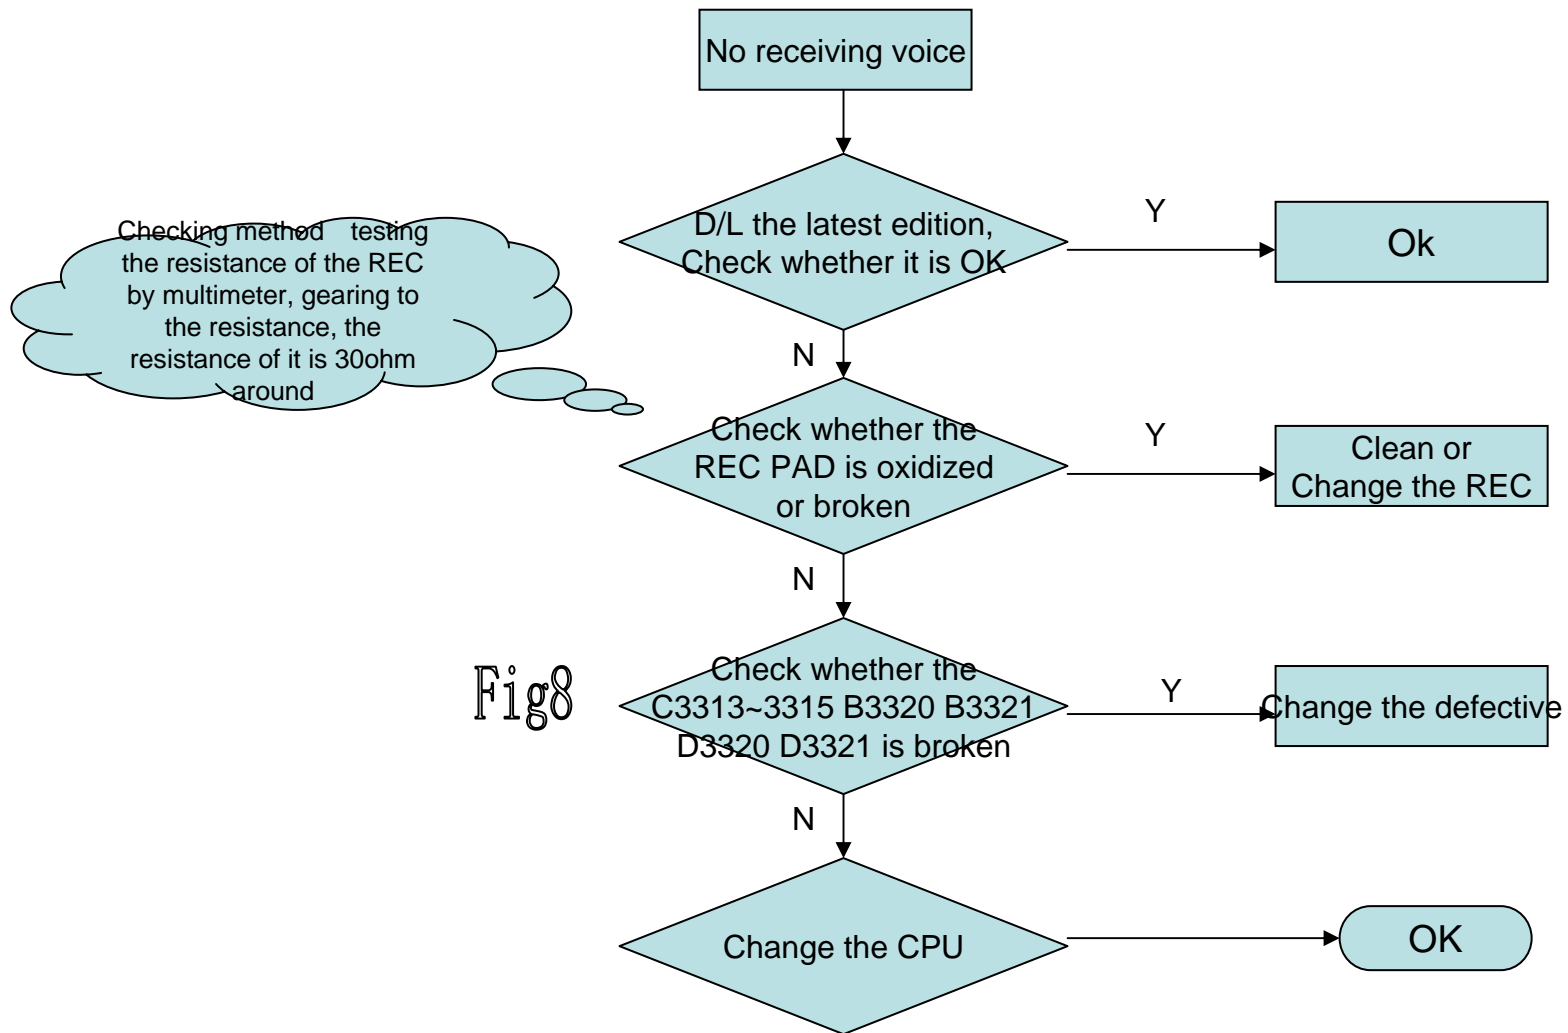 No receiving voice
D/L the latest edition,
Check whether it is OK
Y
Ok
Checking method testing
the resistance of the REC
by multimeter, gearing to
the resistance, the
resistance of it is 30ohm
around
N
Check whether the
REC PAD is oxidized
or broken
Y
Clean or
Change the REC
N
Fig8
Check whether the
C3313~3315 B3320 B3321
D3320 D3321 is broken
Y
Change the defective
N
Change the CPU
OK